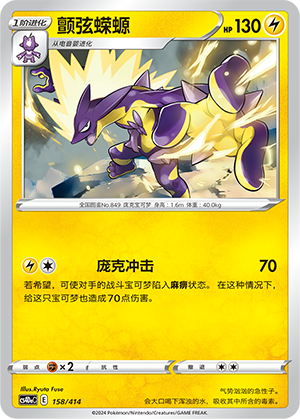 1阶进化
颤弦蝾螈
HP 130
从电音婴进化
全国图鉴No.849 庞克宝可梦 身高：1.6m 体重：40.0kg
庞克冲击 70
若希望，可使对手的战斗宝可梦陷入麻痹状态。在这种情况下，
给这只宝可梦也造成70点伤害。
弱点 ×2 抵抗力 撤退
Illus.Ryuta Fuse
E 158/414
气势汹汹的急性子。
会大口喝下浑浊的水，吸收其中所含的毒素。
©2024 Pokémon/Nintendo/Creatures/GAME FREAK.